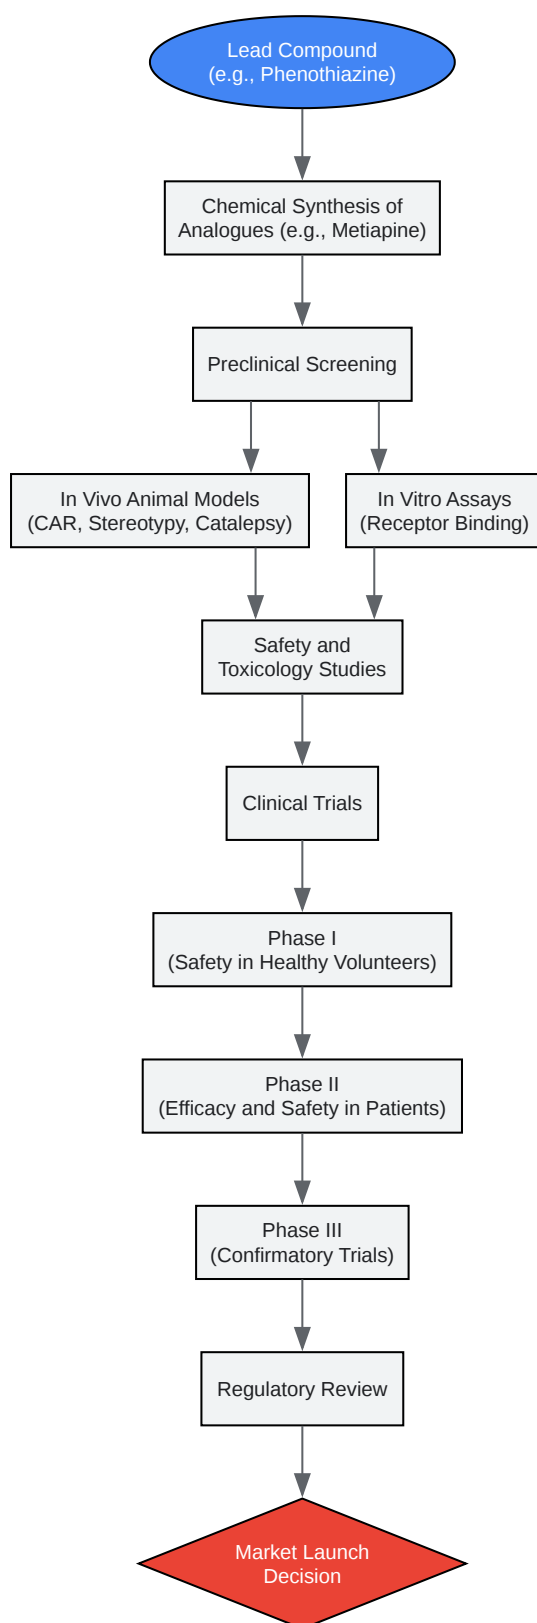 Lead Compound
(e.g., Phenothiazine)
Chemical Synthesis of
Analogues (e.g., Metiapine)
Preclinical Screening
In Vivo Animal Models
(CAR, Stereotypy, Catalepsy)
In Vitro Assays
(Receptor Binding)
Safety and
Toxicology Studies
Clinical Trials
Phase I
(Safety in Healthy Volunteers)
Phase II
(Efficacy and Safety in Patients)
Phase III
(Confirmatory Trials)
Regulatory Review
Market Launch
Decision